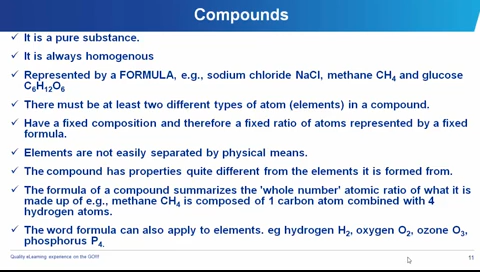 Compounds
✓ It is a pure substance.
✓ It is always homogenous
✓ Represented by a FORMULA, e.g., sodium chloride NaCl, methane CH₄ and glucose
C₆H₁₂O₆
✓ There must be at least two different types of atom (elements) in a compound.
✓ Have a fixed composition and therefore a fixed ratio of atoms represented by a fixed
formula.
✓ Elements are not easily separated by physical means.
✓ The compound has properties quite different from the elements it is formed from.
✓ The formula of a compound summarizes the 'whole number' atomic ratio of what it is
made up of e.g., methane CH₄ is composed of 1 carbon atom combined with 4
hydrogen atoms.
✓ The word formula can also apply to elements. eg hydrogen H₂, oxygen O₂, ozone O₃,
phosphorus P₄.
Quality eLearning experience on the GOR! 11